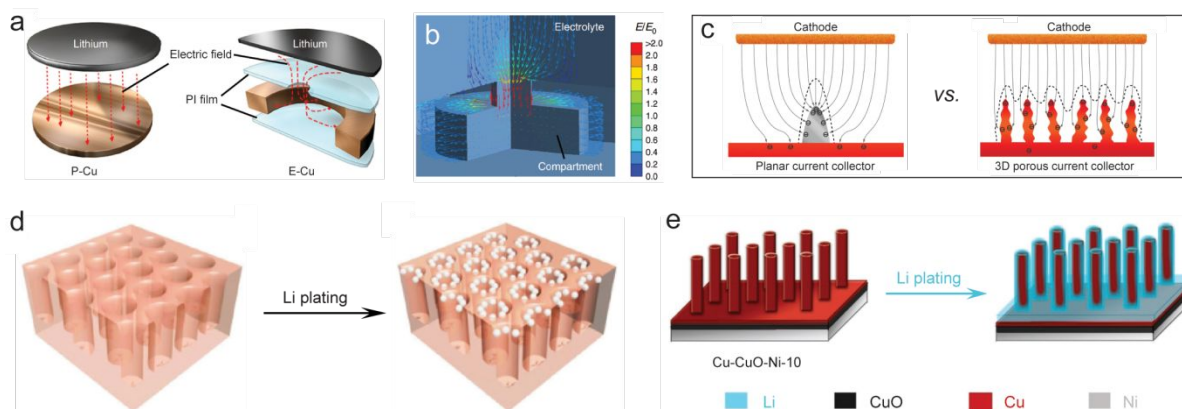 a
Lithium
Electric field
PI film
P-Cu
Lithium
E-Cu
b
Electrolyte
E/E₀
>2.0
2.0
1.8
1.6
1.4
1.2
1.0
0.8
0.6
0.4
0.2
0.0
Compartment
c
Cathode
Planar current collector
vs.
Cathode
3D porous current collector
d
Li plating
e
Cu-CuO-Ni-10
Li plating
Li
CuO
Cu
Ni